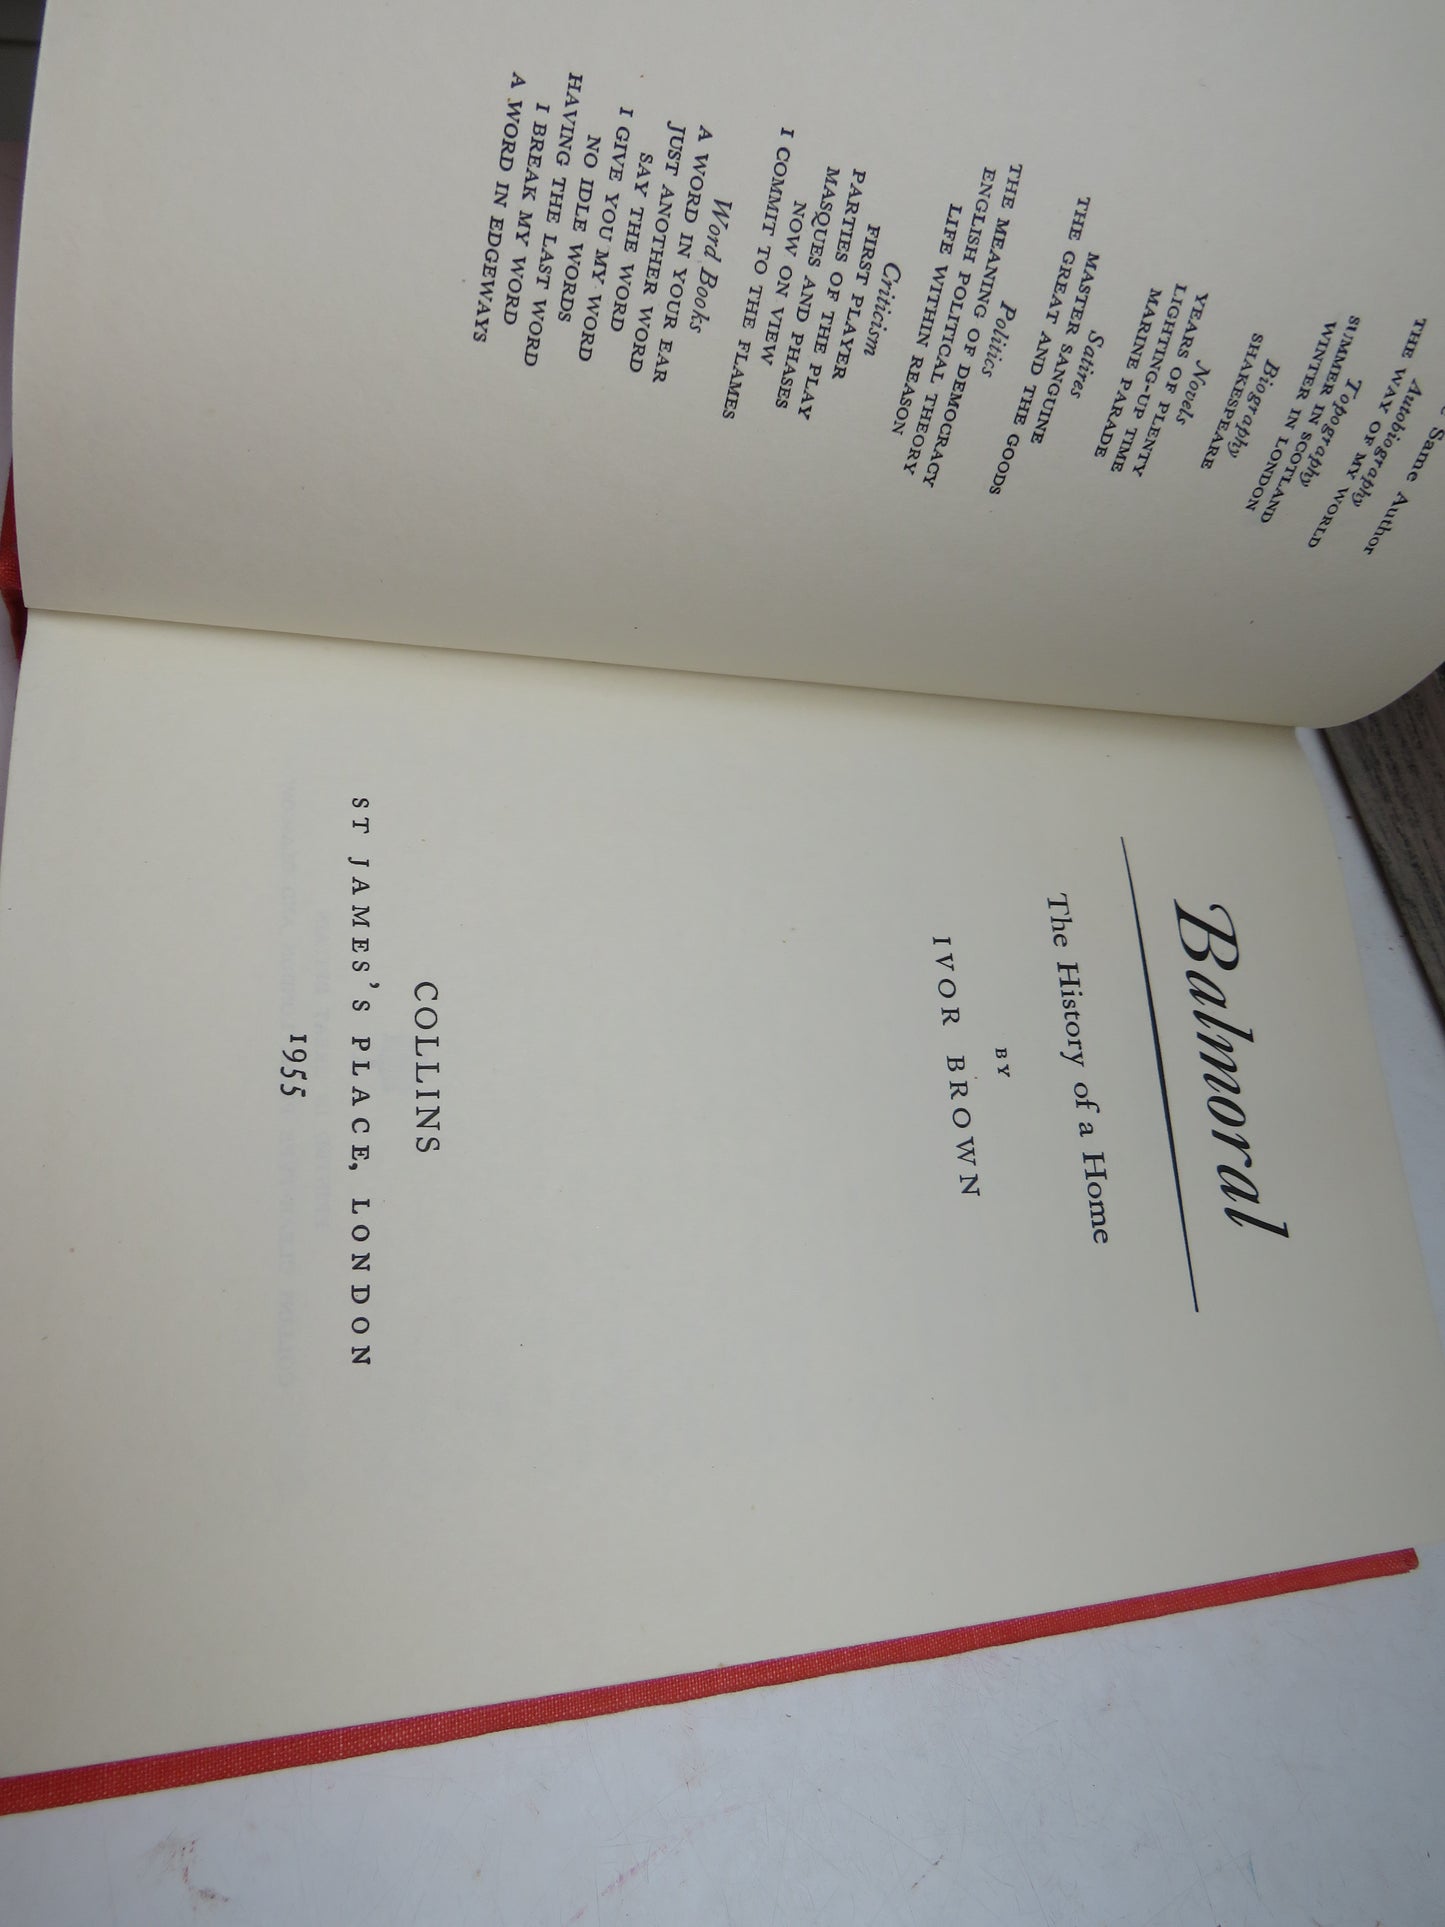 Same Author
Autobiography
THE WAY OF MY WORLD
Topography
SUMMER IN SCOTLAND
WINTER IN LONDON
Biography
SHAKESPEARE
Novels
YEARS OF PLENTY
LIGHTING-UP TIME
MARINE PARADE
Satires
MASTER SANGUINE
THE GREAT AND THE GOODS
Politics
THE MEANING OF DEMOCRACY
ENGLISH POLITICAL THEORY
LIFE WITHIN REASON
Criticism
FIRST PLAYER
PARTIES OF THE PLAY
MASQUES AND PHASES
NOW ON VIEW
I COMMIT TO THE FLAMES
Word Books
A WORD IN YOUR EAR
JUST ANOTHER WORD
SAY THE WORD
I GIVE YOU MY WORD
NO IDLE WORDS
HAVING THE LAST WORD
I BREAK MY WORD
A WORD IN EDGEWAYS
Balmoral
The History of a Home
BY
IVOR BROWN
COLLINS
ST JAMES'S PLACE, LONDON
1955